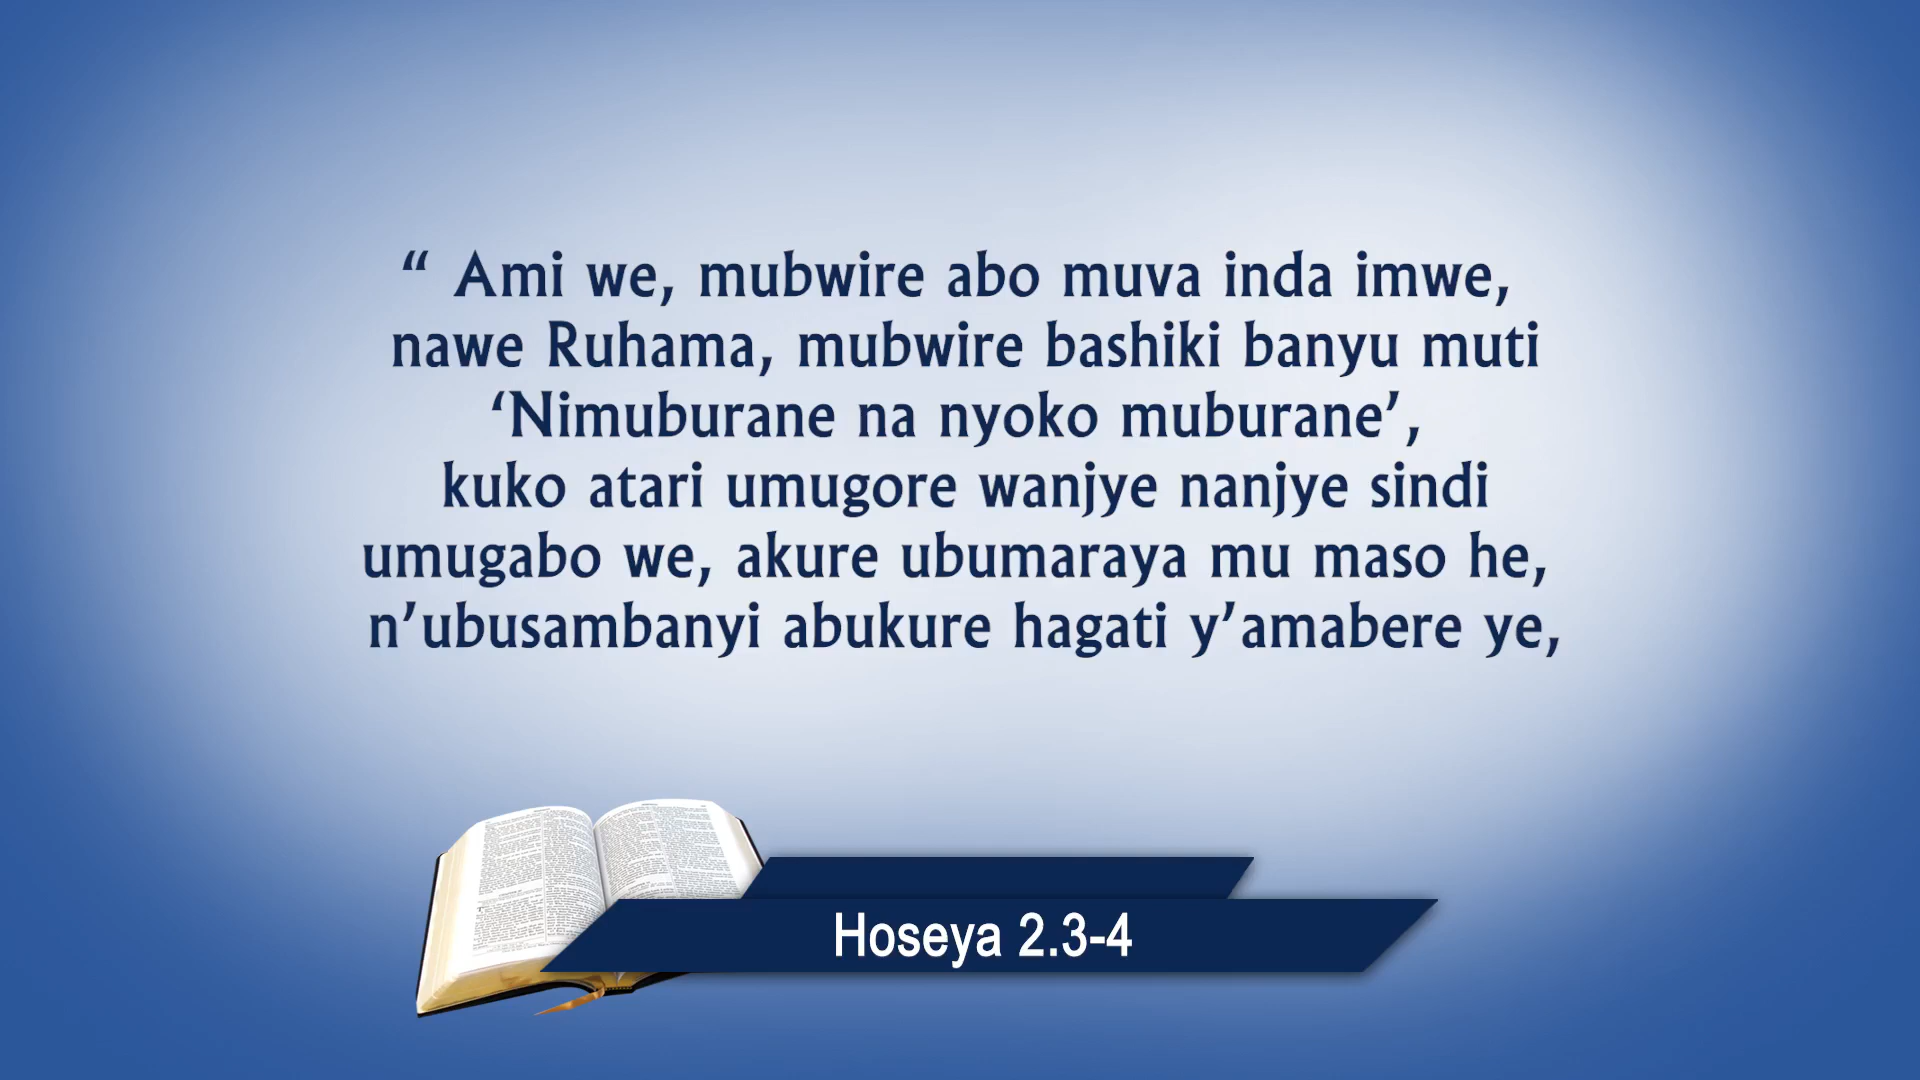 “ Ami we, mubwire abo muva inda imwe,
nawe Ruhama, mubwire bashiki banyu muti
‘Nimuburane na nyoko muburane’,
kuko atari umugore wanjye nanjye sindi
umugabo we, akure ubumaraya mu maso he,
n’ubusambanyi abukure hagati y’amabere ye,
Hoseya 2.3-4